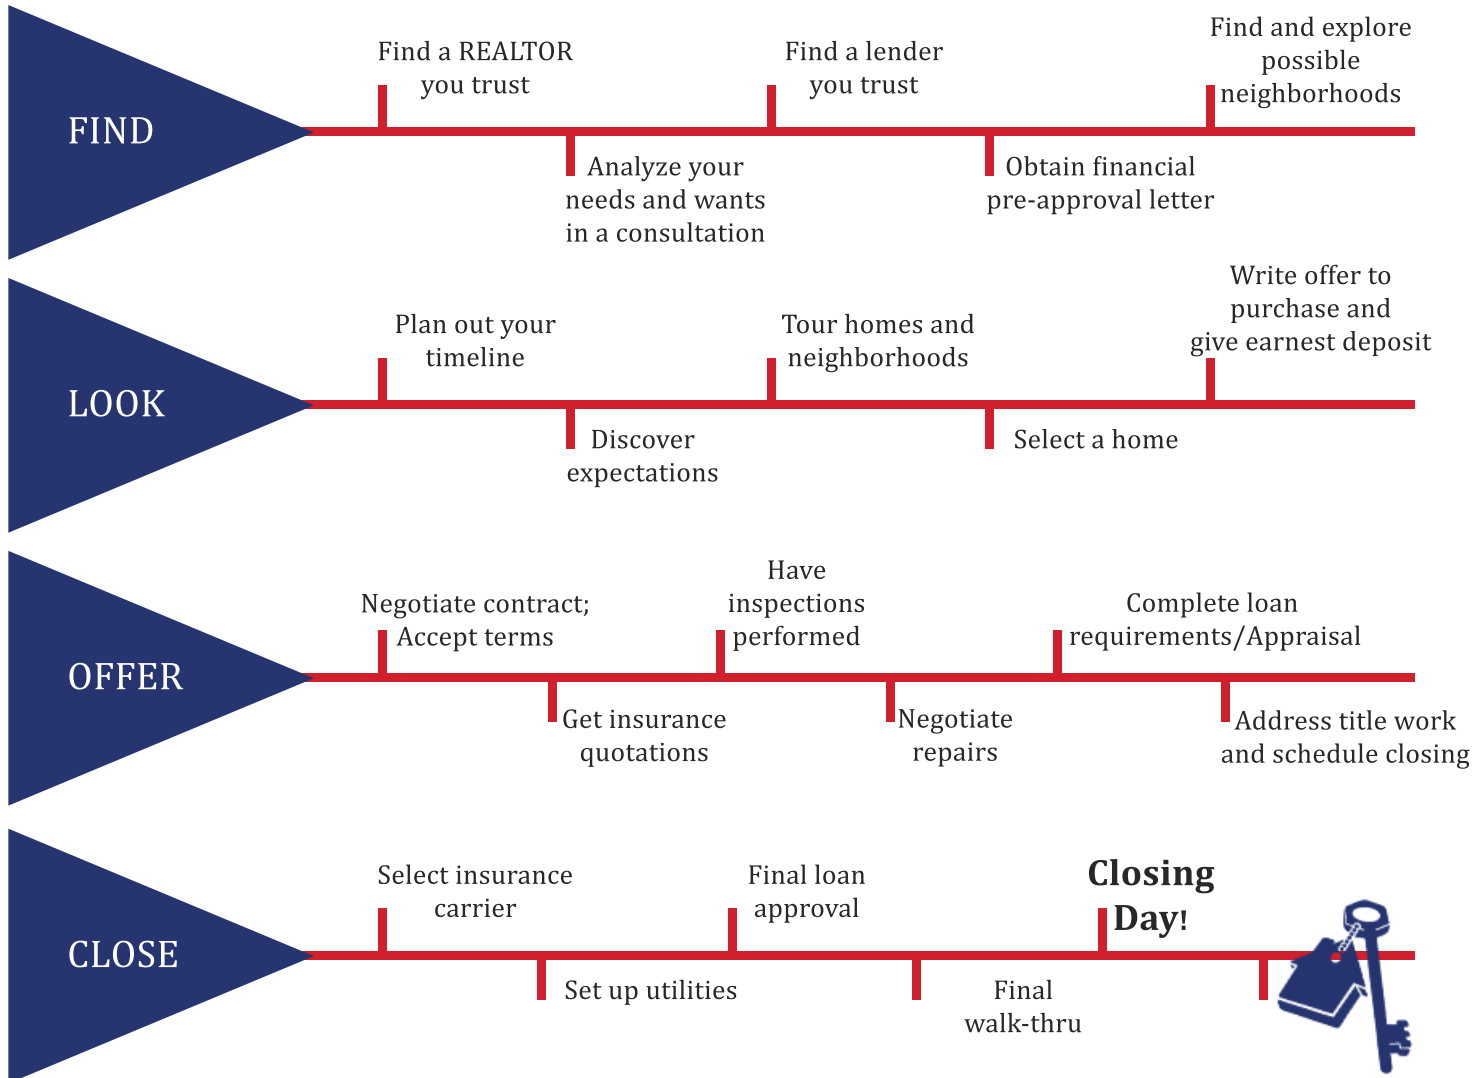 FIND
Find a REALTOR
you trust
Analyze your
needs and wants
in a consultation
Find a lender
you trust
Obtain financial
pre-approval letter
Find and explore
possible
neighborhoods
LOOK
Plan out your
timeline
Discover
expectations
Tour homes and
neighborhoods
Select a home
Write offer to
purchase and
give earnest deposit
OFFER
Negotiate contract;
Accept terms
Get insurance
quotations
Have
inspections
performed
Negotiate
repairs
Complete loan
requirements/Appraisal
Address title work
and schedule closing
CLOSE
Select insurance
carrier
Set up utilities
Final loan
approval
Final
walk-thru
Closing
Day!